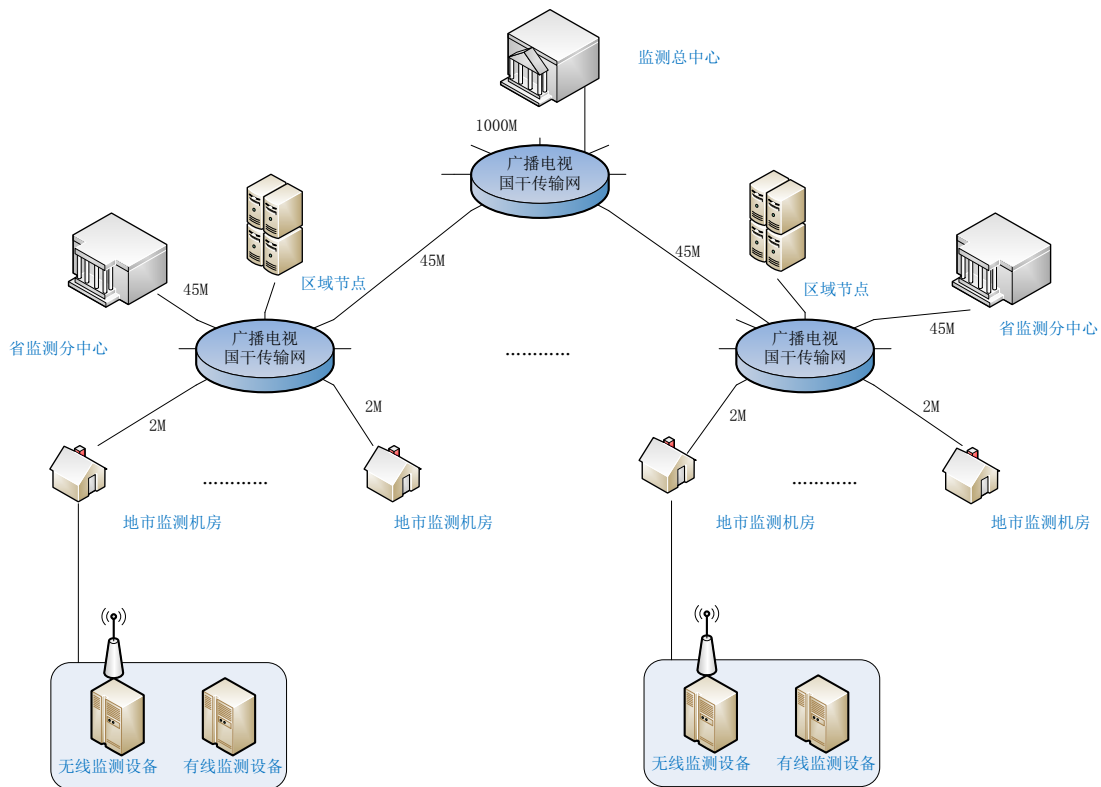 监测总中心
1000M
广播电视
国干传输网
45M
45M
区域节点
区域节点
45M
45M
省监测分中心
省监测分中心
广播电视
国干传输网
…………
广播电视
国干传输网
2M
2M
2M
2M
…………
…………
地市监测机房
地市监测机房
地市监测机房
地市监测机房
无线监测设备
有线监测设备
无线监测设备
有线监测设备